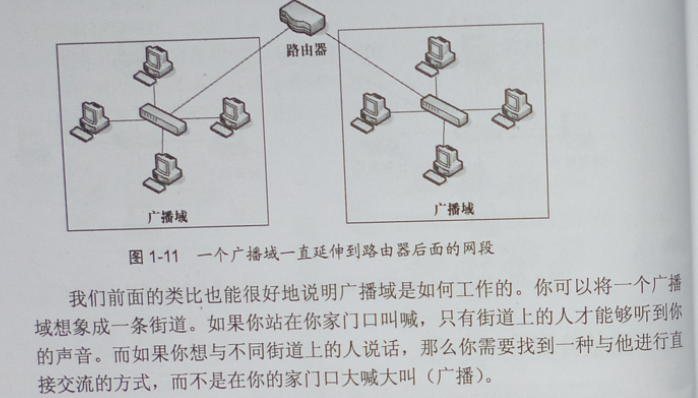 路由器
广播域
广播域
图 1-11 一个广播域一直延伸到路由器后面的网段
我们前面的类比也能很好地说明广播域是如何工作的。你可以将一个广播
域想象成一条街道。如果你站在你家门口叫喊，只有街道上的人才能够听到你
的声音。而如果你想与不同街道上的人说话，那么你需要找到一种与他进行直
接交流的方式，而不是在你的家门口大喊大叫（广播）。